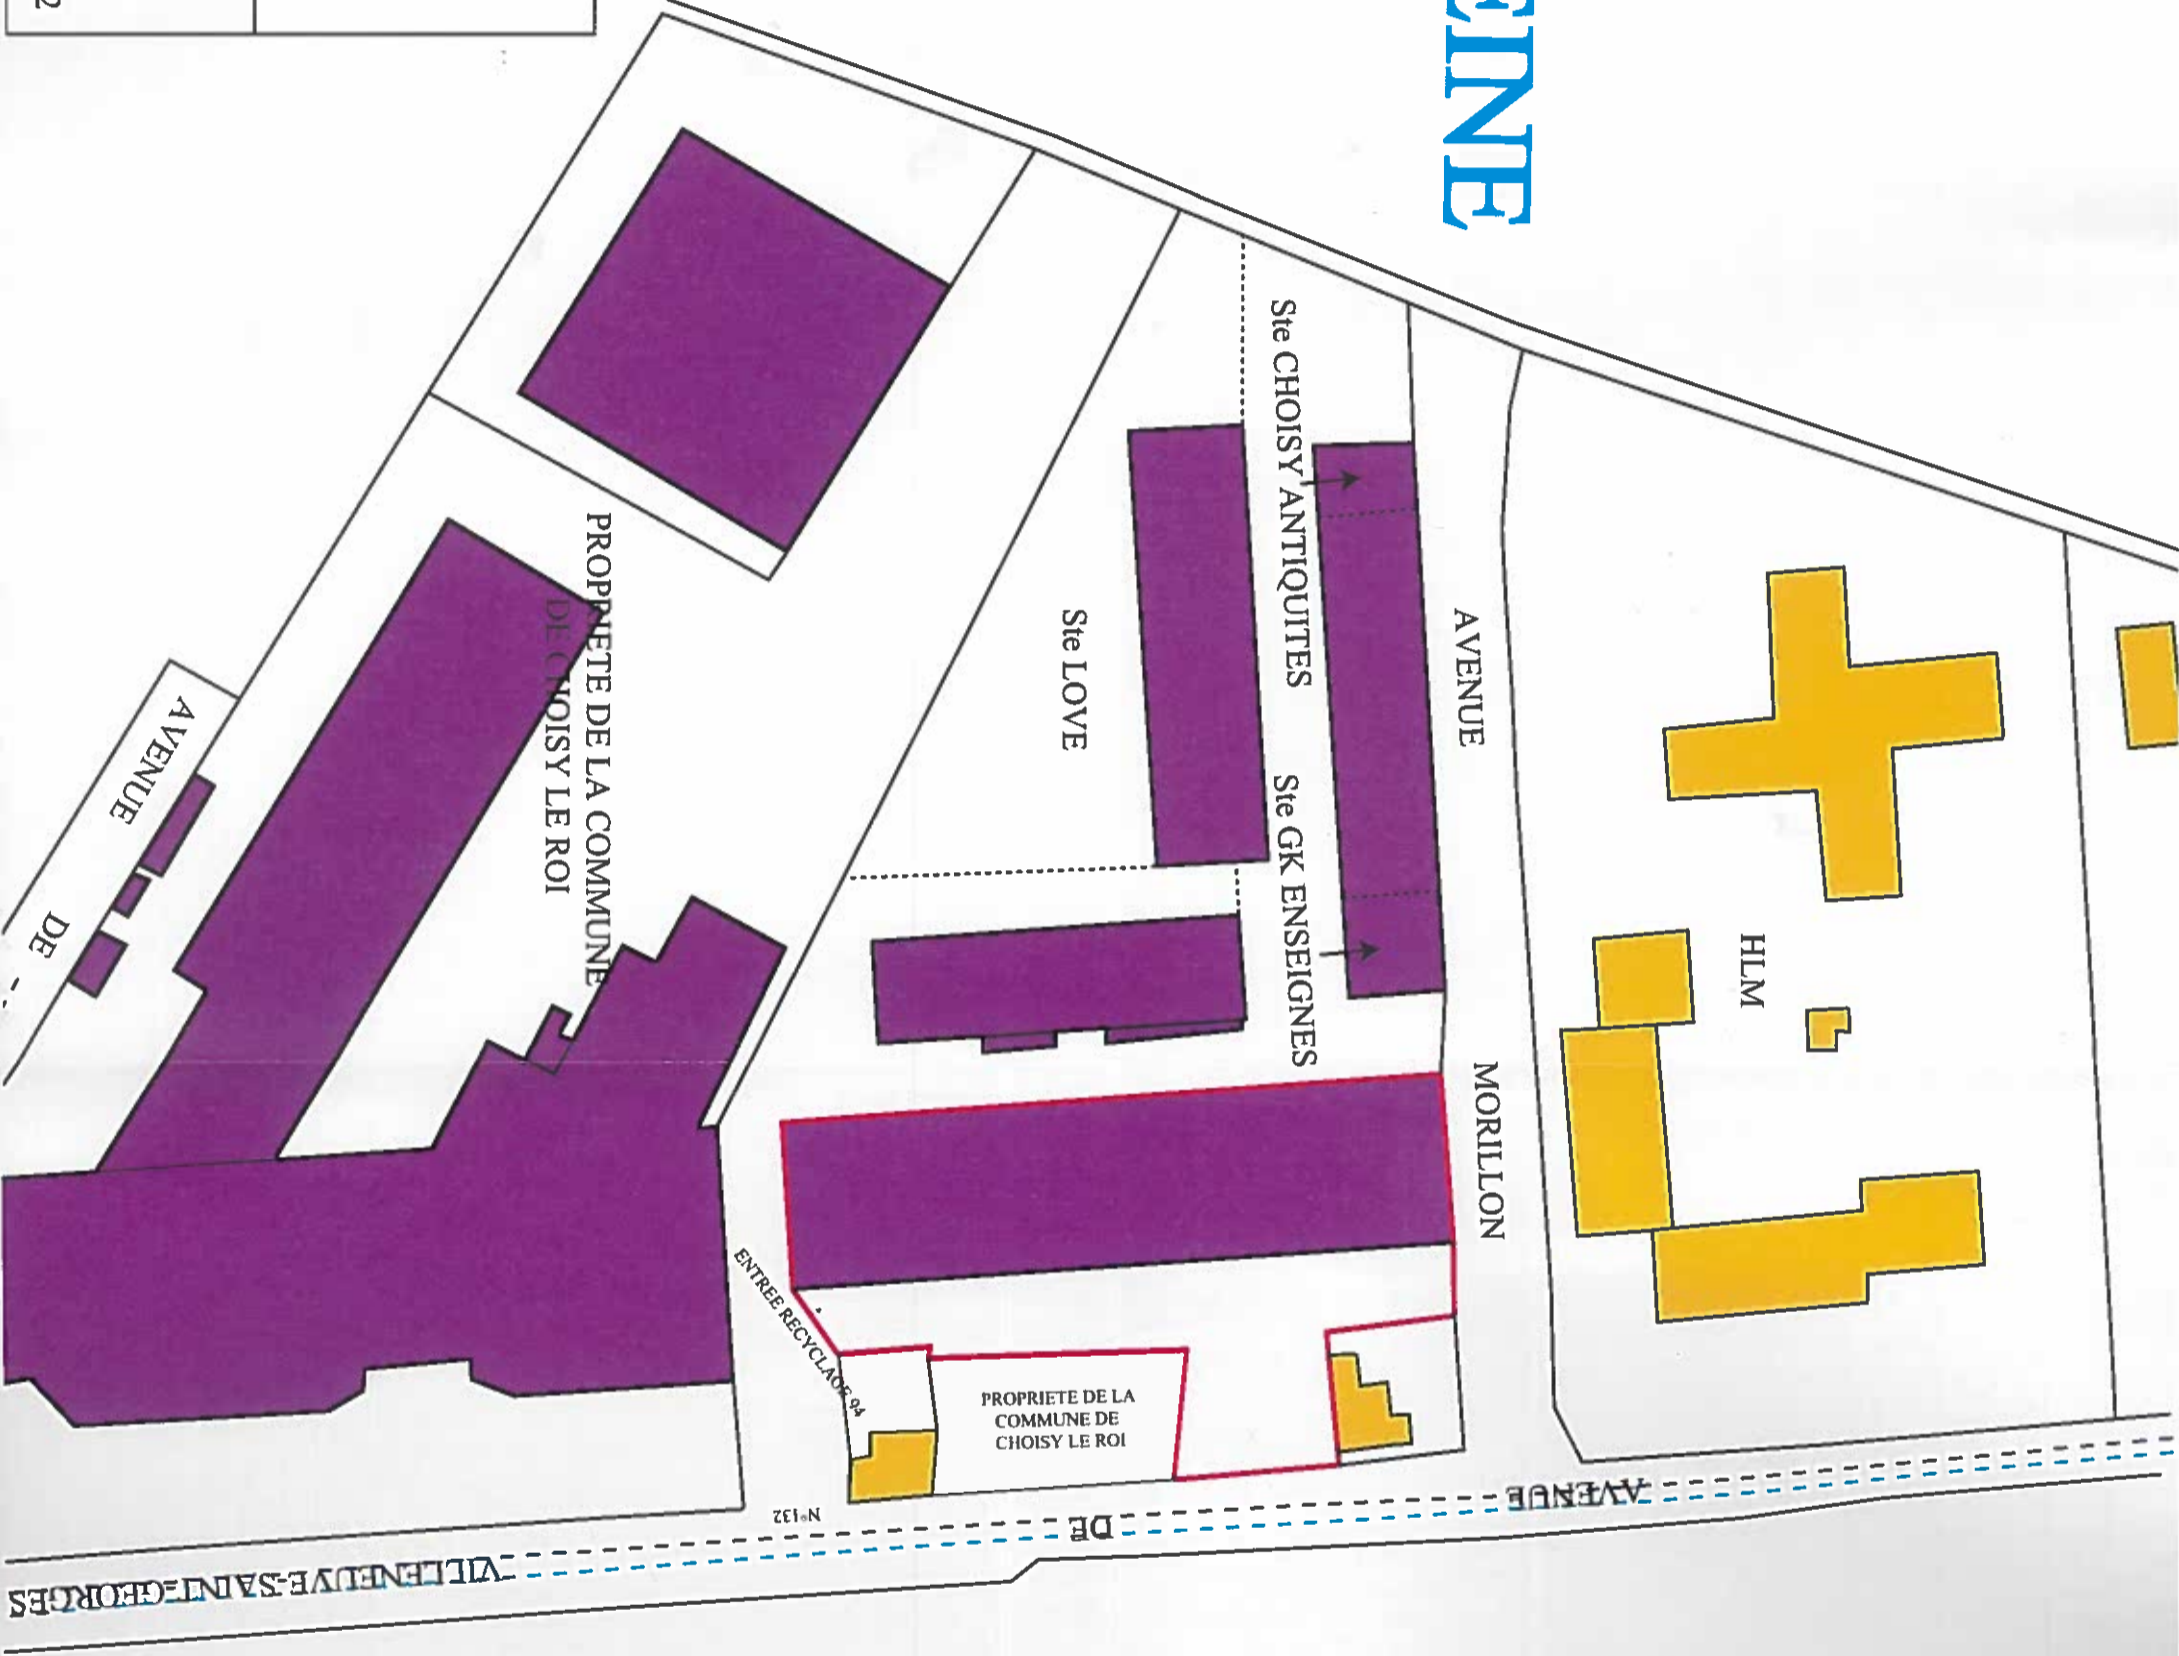 EINE
2
Ste CHOISY ANTIQUITES
Ste GK ENSEIGNES
Ste LOVE
AVENUE
MORILLON
HLM
PROPRIETE DE LA COMMUNE
DE CHOISY LE ROI
AVENUE
DE
ENTREE RECYCLAGE 94
PROPRIETE DE LA
COMMUNE DE
CHOISY LE ROI
N°132
AVENUE
DE
VILLENEUVE-SAINT-GEORGES